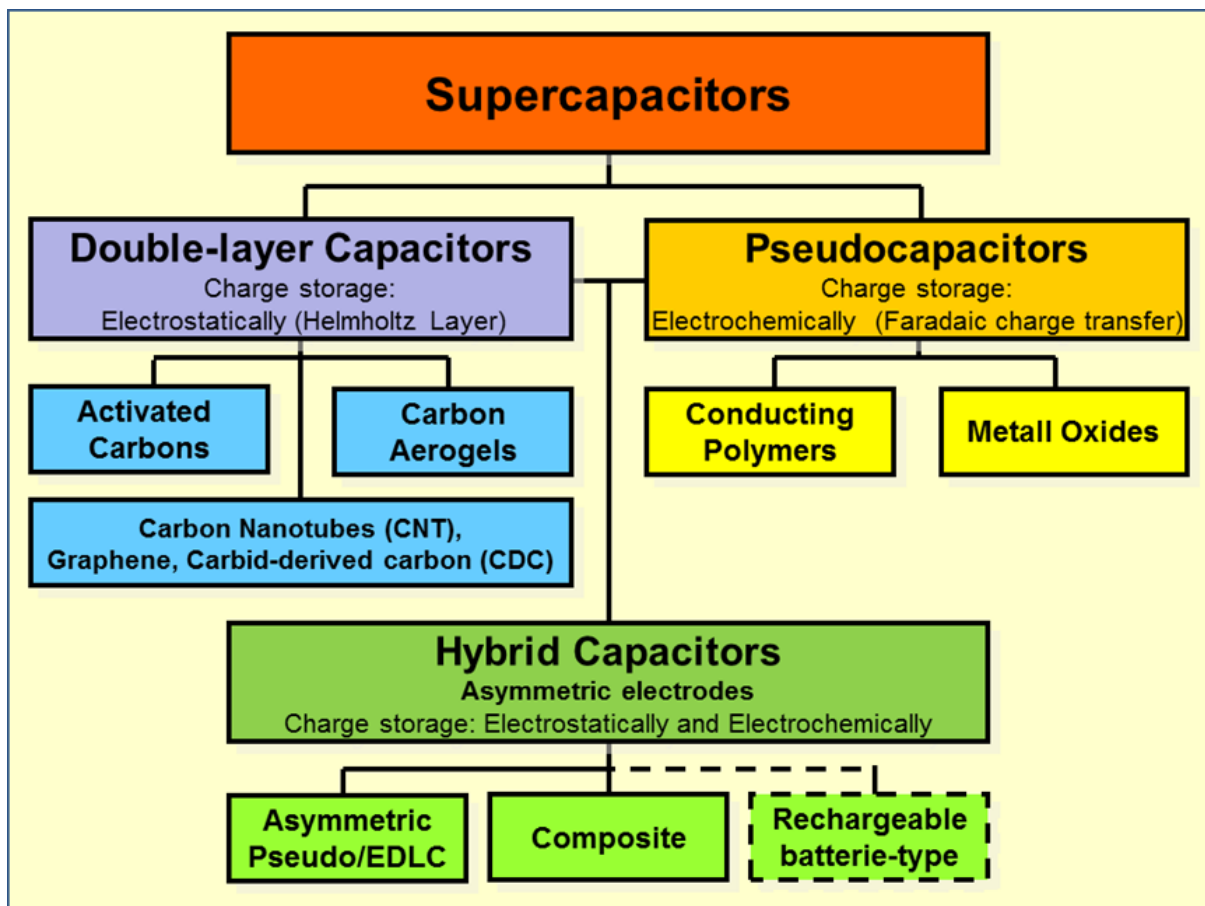 Supercapacitors
Double-layer Capacitors
Charge storage:
Electrostatically (Helmholtz Layer)
Pseudocapacitors
Charge storage:
Electrochemically (Faradaic charge transfer)
Activated
Carbons
Carbon
Aerogels
Conducting
Polymers
Metall Oxides
Carbon Nanotubes (CNT),
Graphene, Carbid-derived carbon (CDC)
Hybrid Capacitors
Asymmetric electrodes
Charge storage: Electrostatically and Electrochemically
Asymmetric
Pseudo/EDLC
Composite
Rechargeable
batterie-type